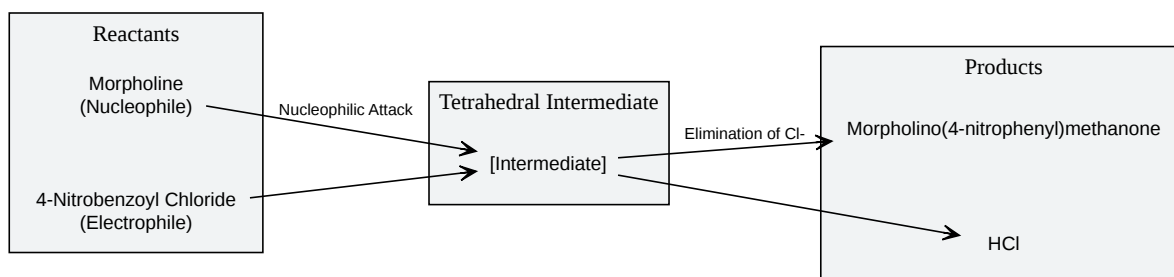 Reactants
Morpholine
(Nucleophile)
4-Nitrobenzoyl Chloride
(Electrophile)
Nucleophilic Attack
Tetrahedral Intermediate
[Intermediate]
Elimination of Cl-
Products
Morpholino(4-nitrophenyl)methanone
HCl